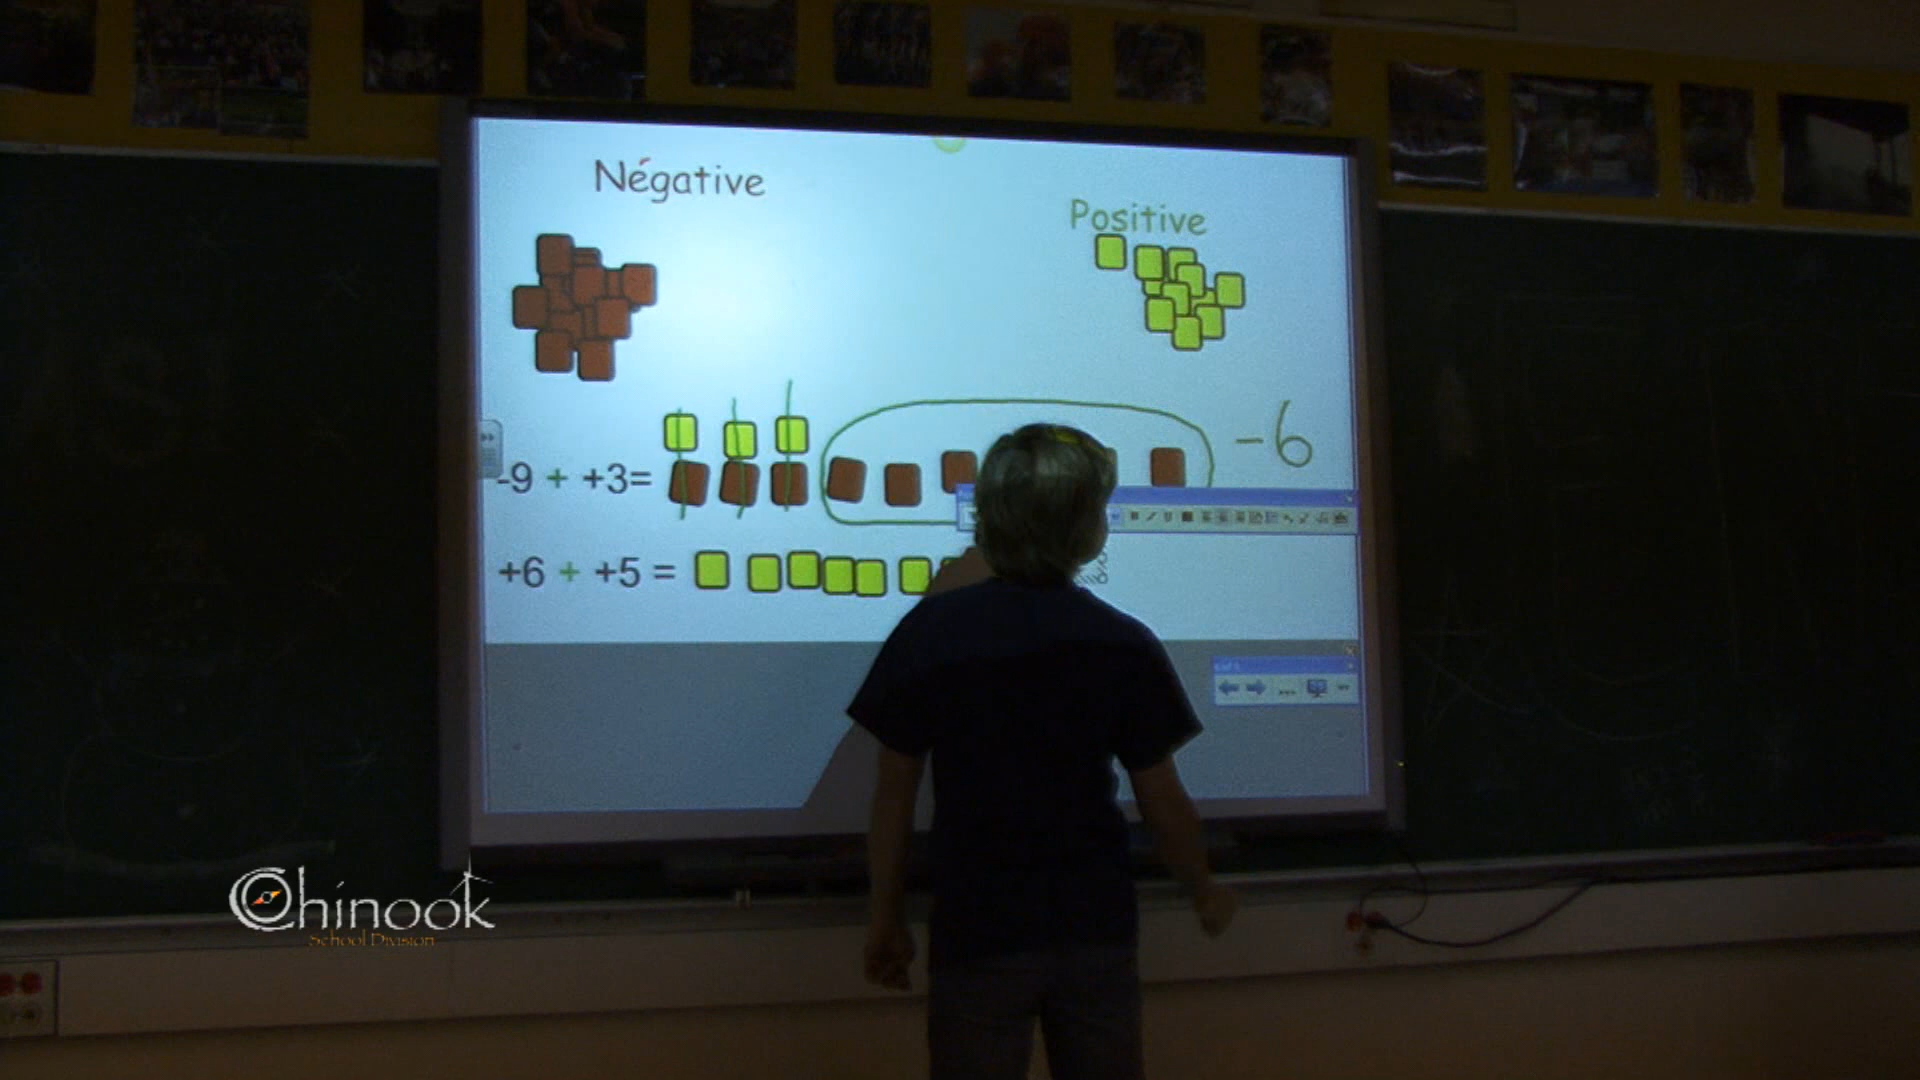 Négative
Positive
-9 + +3=
-6
+6 + +5 =
Chinook
School Division